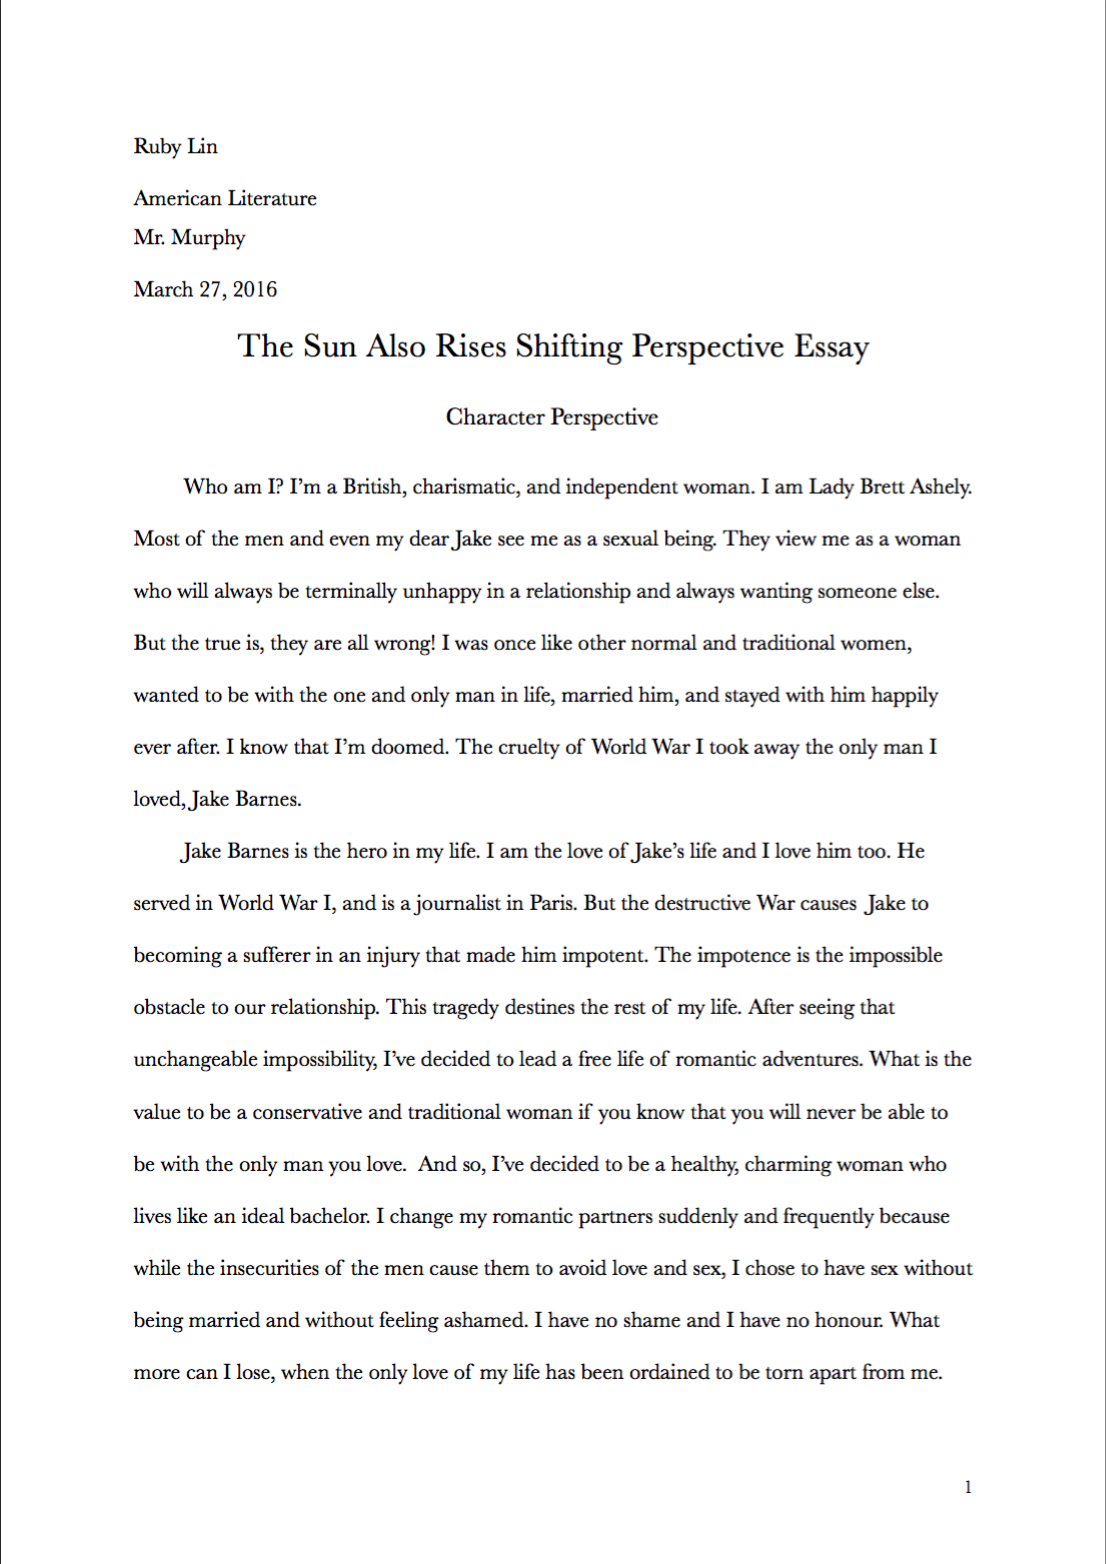 Ruby Lin
American Literature
Mr. Murphy
March 27, 2016
The Sun Also Rises Shifting Perspective Essay
Character Perspective
Who am I? I’m a British, charismatic, and independent woman. I am Lady Brett Ashely.
Most of the men and even my dear Jake see me as a sexual being. They view me as a woman
who will always be terminally unhappy in a relationship and always wanting someone else.
But the true is, they are all wrong! I was once like other normal and traditional women,
wanted to be with the one and only man in life, married him, and stayed with him happily
ever after. I know that I’m doomed. The cruelty of World War I took away the only man I
loved, Jake Barnes.
Jake Barnes is the hero in my life. I am the love of Jake’s life and I love him too. He
served in World War I, and is a journalist in Paris. But the destructive War causes Jake to
becoming a sufferer in an injury that made him impotent. The impotence is the impossible
obstacle to our relationship. This tragedy destines the rest of my life. After seeing that
unchangeable impossibility, I’ve decided to lead a free life of romantic adventures. What is the
value to be a conservative and traditional woman if you know that you will never be able to
be with the only man you love.  And so, I’ve decided to be a healthy, charming woman who
lives like an ideal bachelor. I change my romantic partners suddenly and frequently because
while the insecurities of the men cause them to avoid love and sex, I chose to have sex without
being married and without feeling ashamed. I have no shame and I have no honour. What
more can I lose, when the only love of my life has been ordained to be torn apart from me.
1